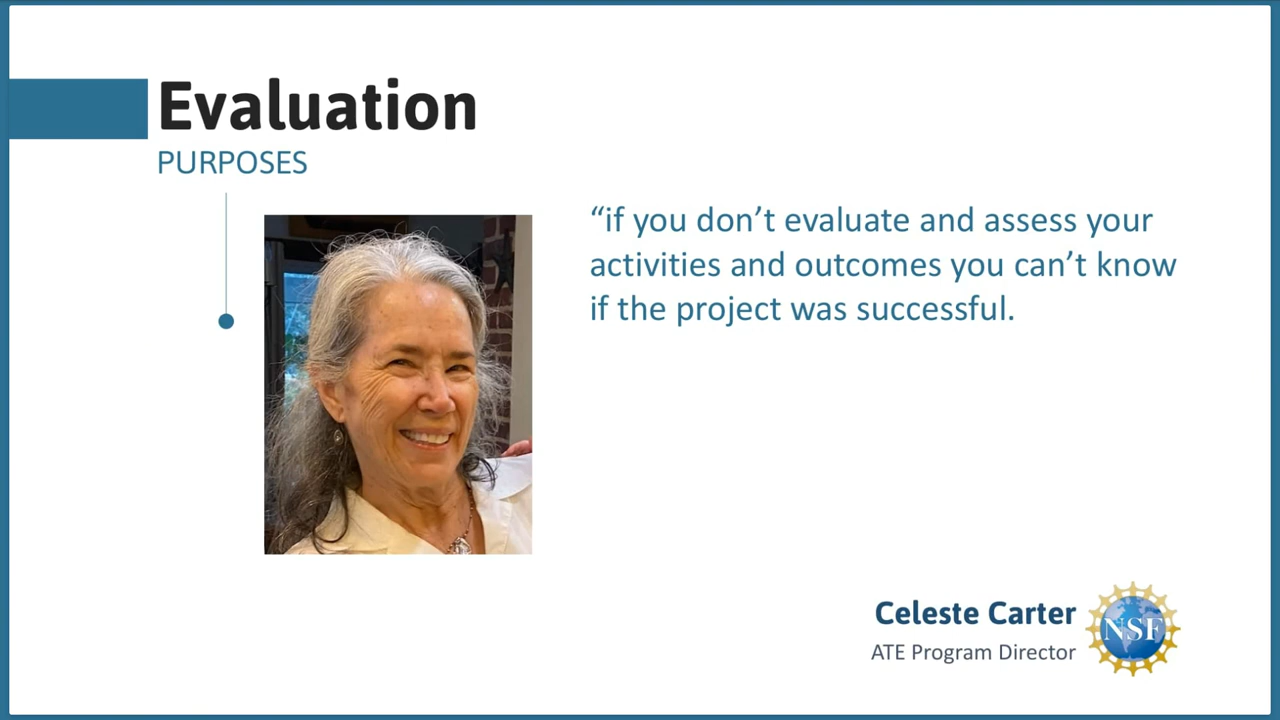 Evaluation
PURPOSES
“if you don’t evaluate and assess your
activities and outcomes you can’t know
if the project was successful.
Celeste Carter
ATE Program Director
NSF